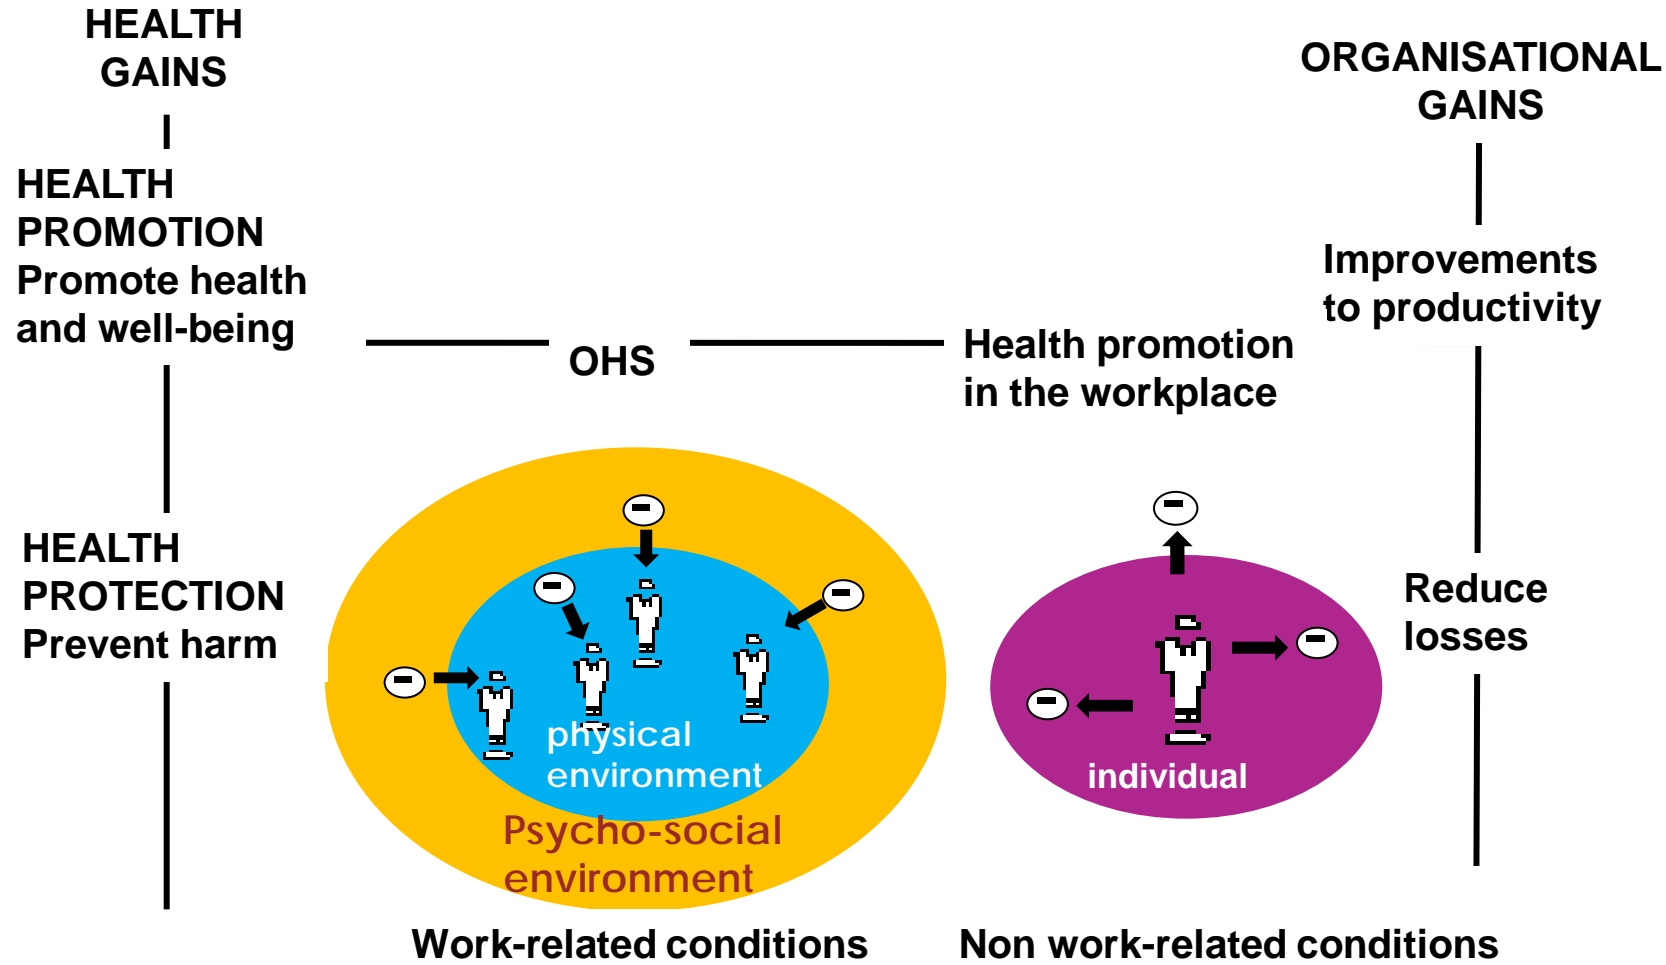 HEALTH
GAINS
ORGANISATIONAL
GAINS
HEALTH
PROMOTION
Promote health
and well-being
Improvements
to productivity
OHS
Health promotion
in the workplace
HEALTH
PROTECTION
Prevent harm
Reduce
losses
physical
environment
individual
Psycho-social
environment
Work-related conditions
Non work-related conditions